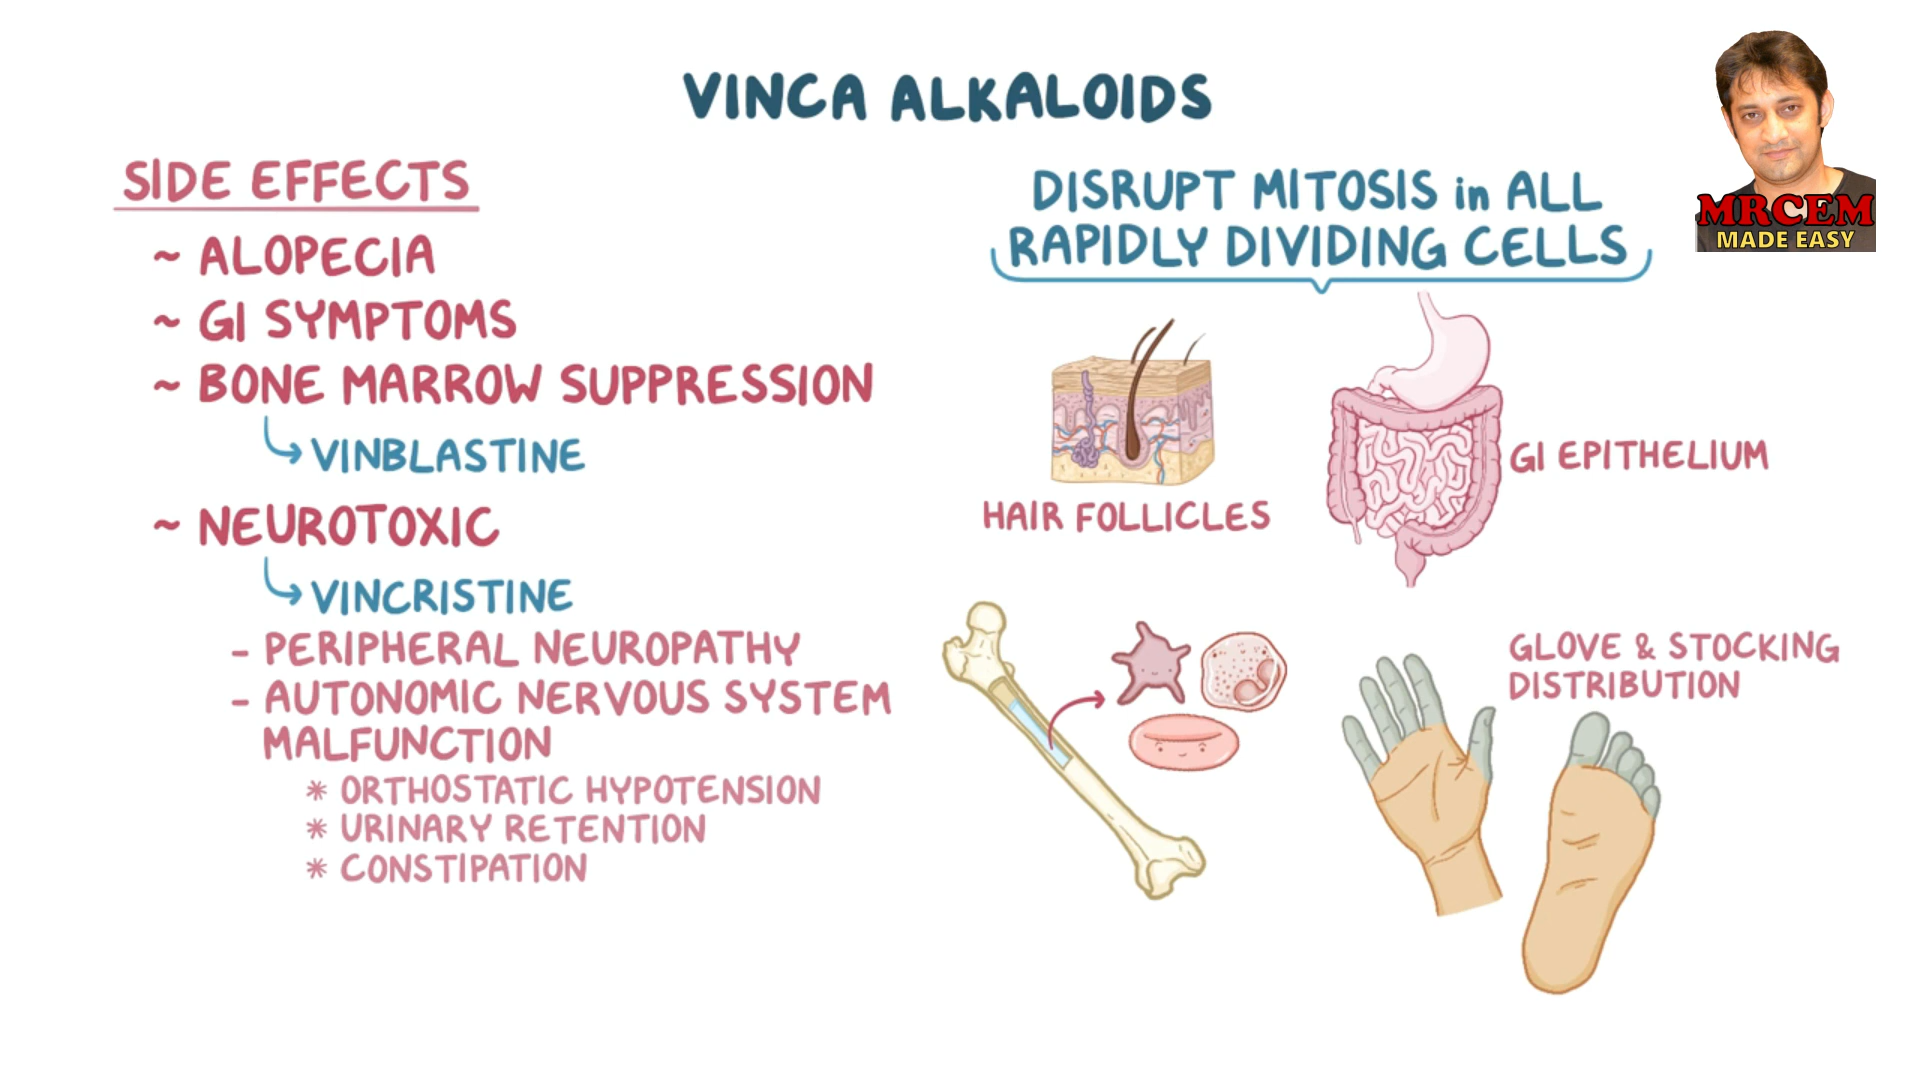 VINCA ALKALOIDS
SIDE EFFECTS
~ ALOPECIA
~ GI SYMPTOMS
~ BONE MARROW SUPPRESSION
VINBLASTINE
~ NEUROTOXIC
VINCRISTINE
- PERIPHERAL NEUROPATHY
- AUTONOMIC NERVOUS SYSTEM
MALFUNCTION
* ORTHOSTATIC HYPOTENSION
* URINARY RETENTION
* CONSTIPATION
DISRUPT MITOSIS in ALL
RAPIDLY DIVIDING CELLS
HAIR FOLLICLES
GI EPITHELIUM
GLOVE & STOCKING
DISTRIBUTION
MRCEM
MADE EASY